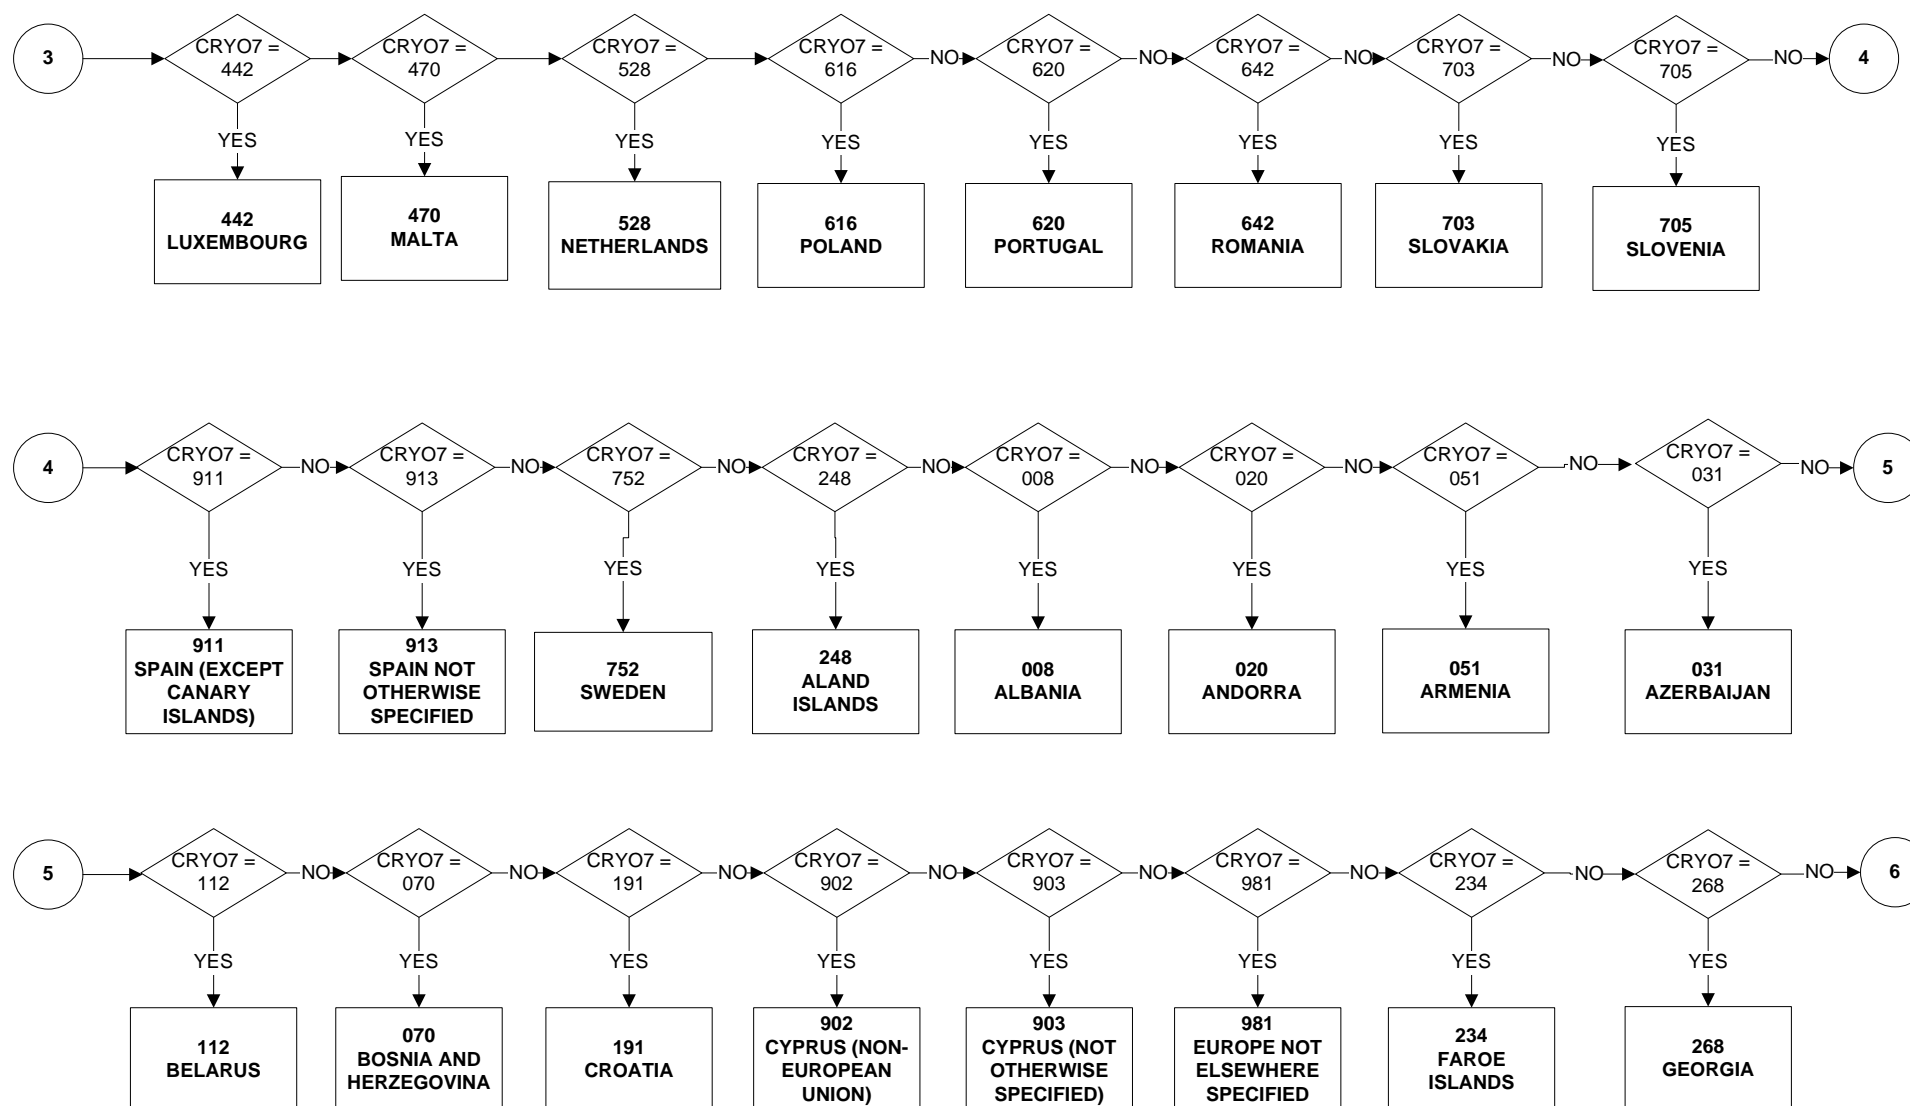 3
CRYO7 =
442
CRYO7 =
470
CRYO7 =
528
CRYO7 =
616
NO
CRYO7 =
620
NO
CRYO7 =
642
NO
CRYO7 =
703
NO
CRYO7 =
705
NO
4
YES
YES
YES
YES
YES
YES
YES
YES
442
LUXEMBOURG
470
MALTA
528
NETHERLANDS
616
POLAND
620
PORTUGAL
642
ROMANIA
703
SLOVAKIA
705
SLOVENIA
4
CRYO7 =
911
NO
CRYO7 =
913
NO
CRYO7 =
752
NO
CRYO7 =
248
NO
CRYO7 =
008
NO
CRYO7 =
020
NO
CRYO7 =
051
NO
CRYO7 =
031
NO
5
YES
YES
YES
YES
YES
YES
YES
YES
911
SPAIN (EXCEPT
CANARY
ISLANDS)
913
SPAIN NOT
OTHERWISE
SPECIFIED
752
SWEDEN
248
ALAND
ISLANDS
008
ALBANIA
020
ANDORRA
051
ARMENIA
031
AZERBAIJAN
5
CRYO7 =
112
NO
CRYO7 =
070
NO
CRYO7 =
191
NO
CRYO7 =
902
NO
CRYO7 =
903
NO
CRYO7 =
981
NO
CRYO7 =
234
NO
CRYO7 =
268
NO
6
YES
YES
YES
YES
YES
YES
YES
YES
112
BELARUS
070
BOSNIA AND
HERZEGOVINA
191
CROATIA
902
CYPRUS (NON-
EUROPEAN
UNION)
903
CYPRUS (NOT
OTHERWISE
SPECIFIED)
981
EUROPE NOT
ELSEWHERE
SPECIFIED
234
FAROE
ISLANDS
268
GEORGIA